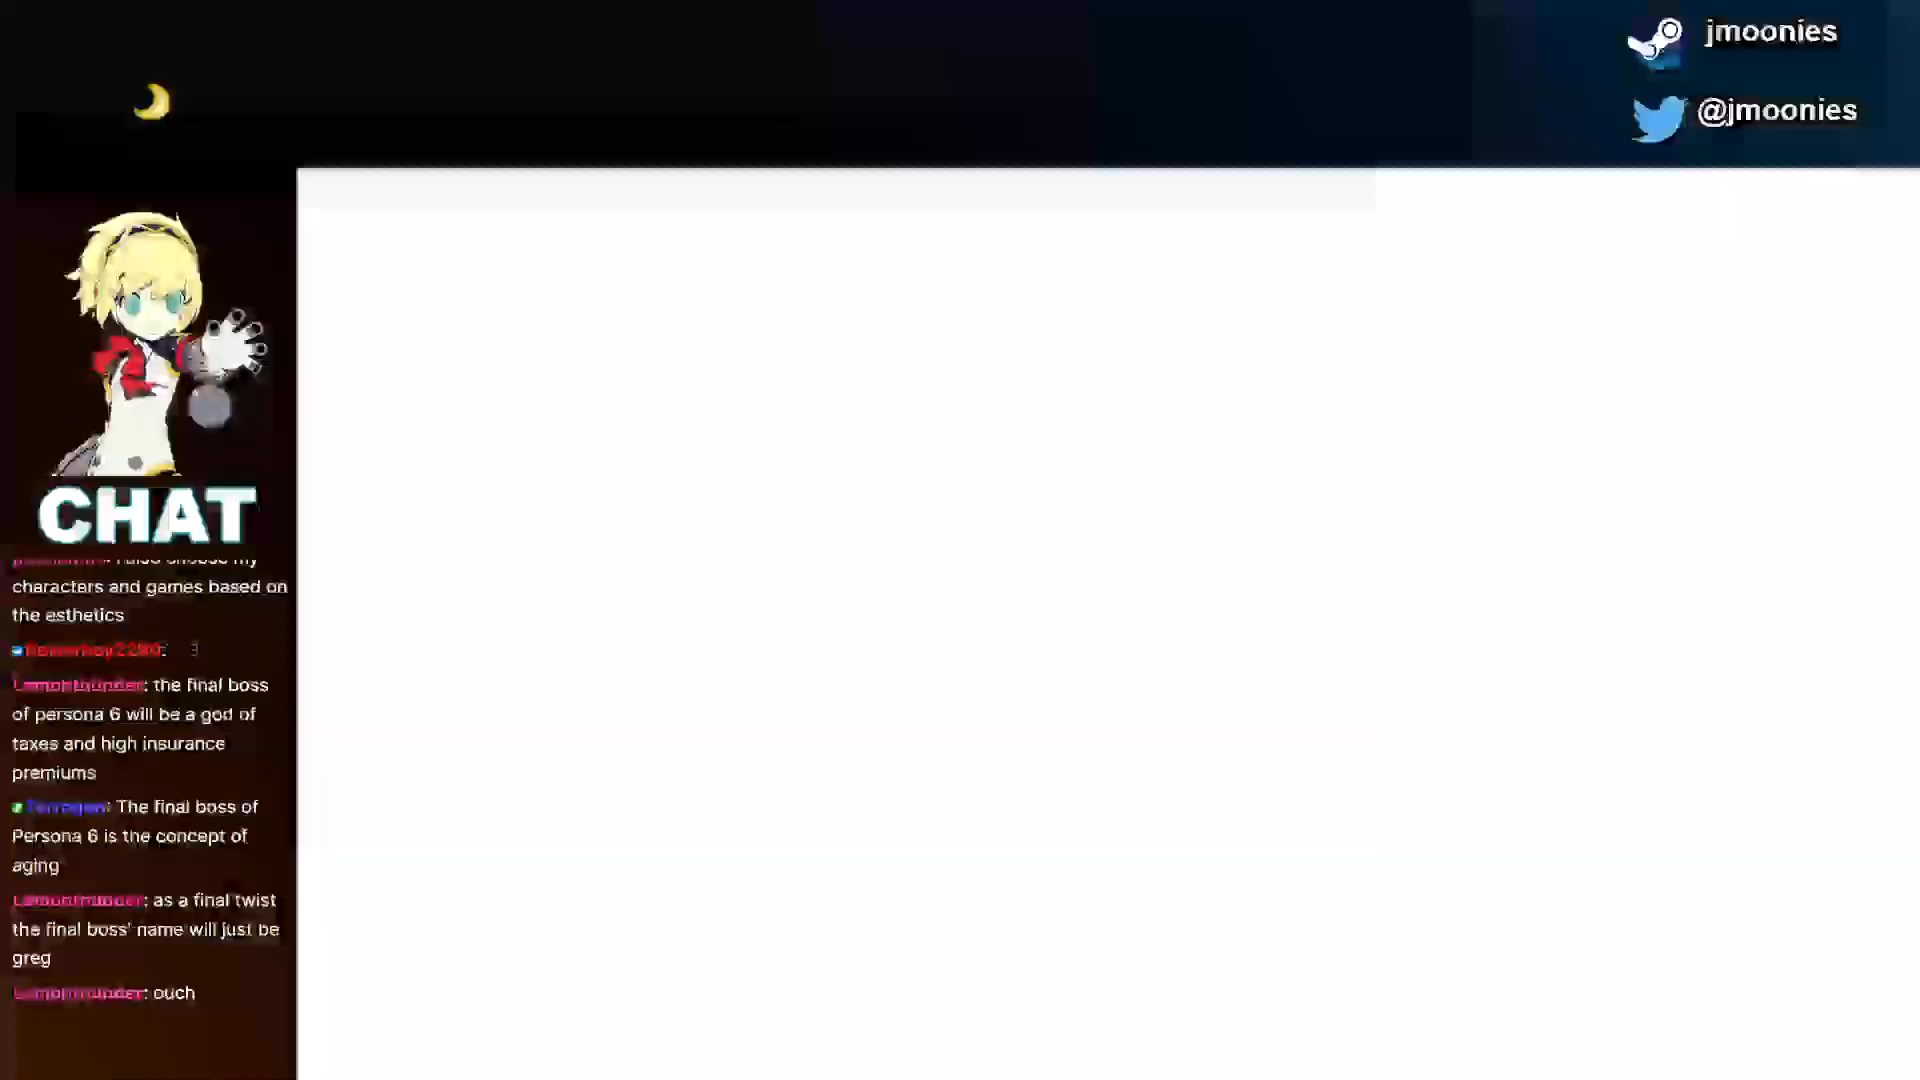 jmoonies
@jmoonies
CHAT
characters and games based on
the esthetics
: the final boss
of persona 6 will be a god of
taxes and high insurance
premiums
The final boss of
Persona 6 is the concept of
aging
: as a final twist
the final boss' name will just be
greg
: ouch